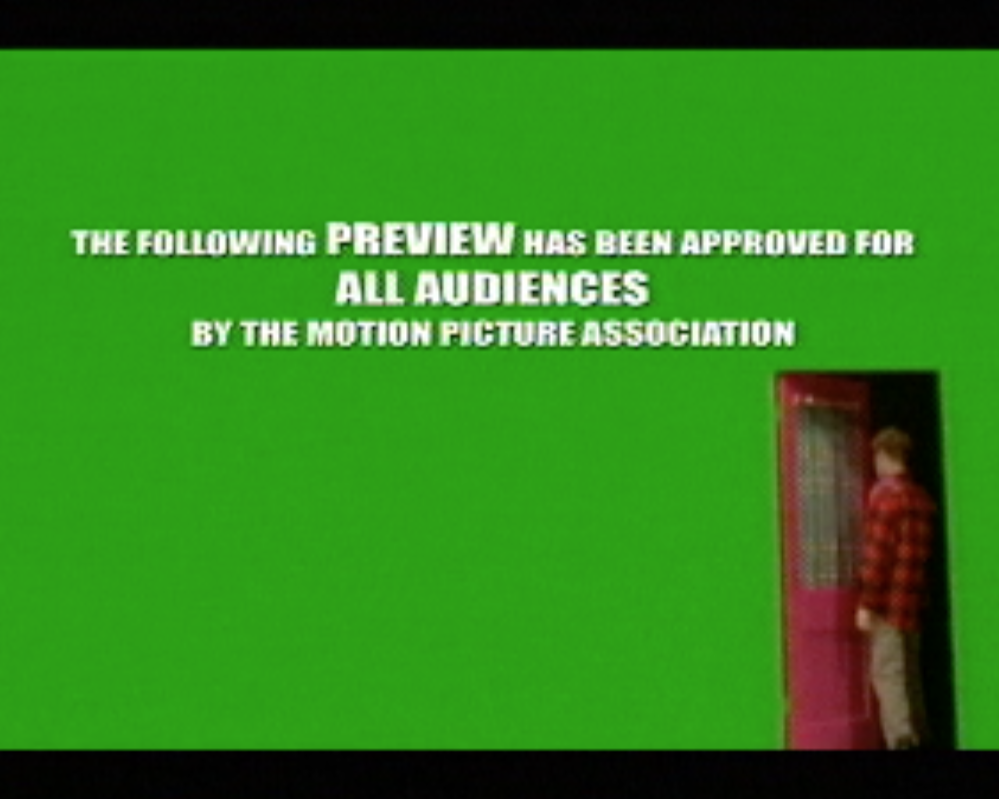 THE FOLLOWING PREVIEW HAS BEEN APPROVED FOR
ALL AUDIENCES
BY THE MOTION PICTURE ASSOCIATION